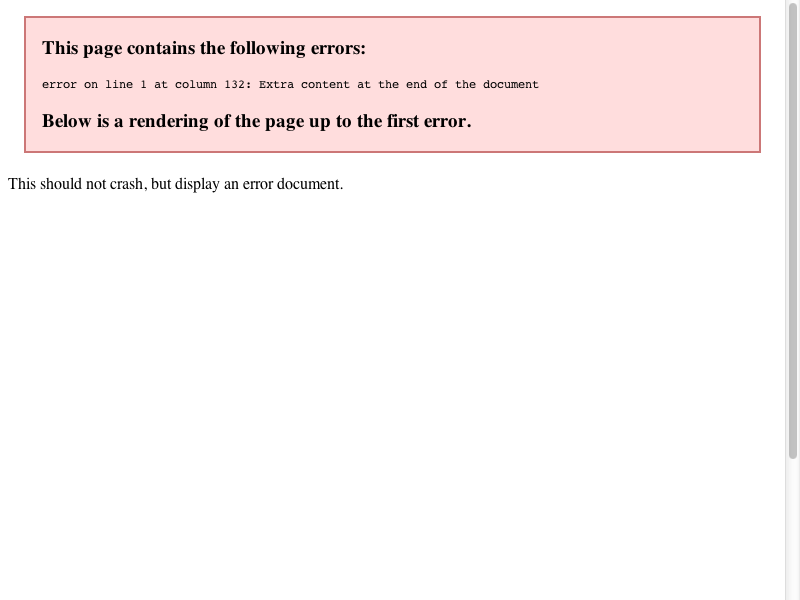 This page contains the following errors:
error on line 1 at column 132: Extra content at the end of the document
Below is a rendering of the page up to the first error.
This should not crash, but display an error document.